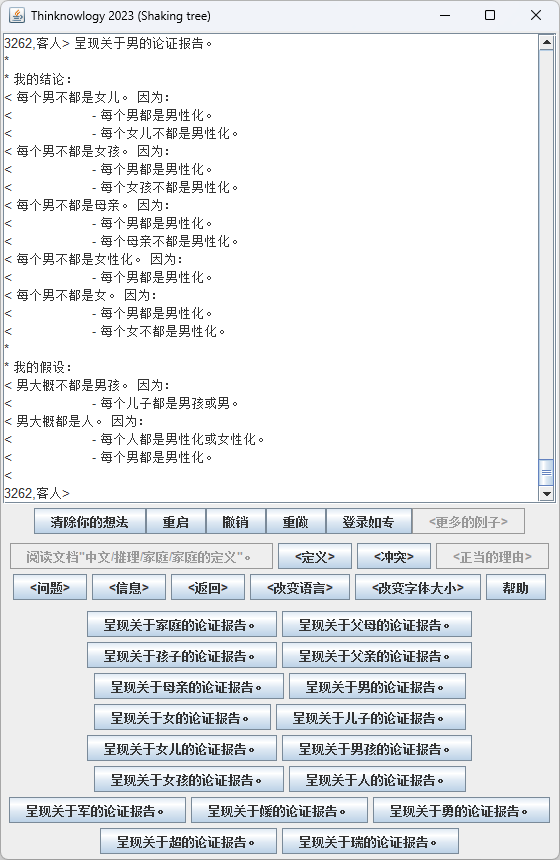 Thinknowlogy 2023 (Shaking tree)
3262,客人> 呈现关于男的论证报告。
*
* 我的结论：
< 每个男不都是女儿。 因为：
< - 每个男都是男性化。
< - 每个女儿不都是男性化。
< 每个男不都是女孩。 因为：
< - 每个男都是男性化。
< - 每个女孩不都是男性化。
< 每个男不都是母亲。 因为：
< - 每个男都是男性化。
< - 每个母亲不都是男性化。
< 每个男不都是女性化。 因为：
< - 每个男都是男性化。
< 每个男不都是女。 因为：
< - 每个男都是男性化。
< - 每个女不都是男性化。
*
* 我的假设：
< 男大概不都是男孩。 因为：
< - 每个儿子都是男孩或男。
< 男大概都是人。 因为：
< - 每个人都是男性化或女性化。
< - 每个男都是男性化。
<
3262,客人>
清除你的想法 重启 撤销 重做 登录如专 <更多的例子>
阅读文档"中文/推理/家庭/家庭的定义"。 <定义> <冲突> <正当的理由>
<问题> <信息> <返回> <改变语言> <改变字体大小> 帮助
呈现关于家庭的论证报告。 呈现关于父母的论证报告。
呈现关于孩子的论证报告。 呈现关于父亲的论证报告。
呈现关于母亲的论证报告。 呈现关于男的论证报告。
呈现关于女的论证报告。 呈现关于儿子的论证报告。
呈现关于女儿的论证报告。 呈现关于男孩的论证报告。
呈现关于女孩的论证报告。 呈现关于人的论证报告。
呈现关于军的论证报告。 呈现关于媛的论证报告。 呈现关于勇的论证报告。
呈现关于超的论证报告。 呈现关于瑞的论证报告。